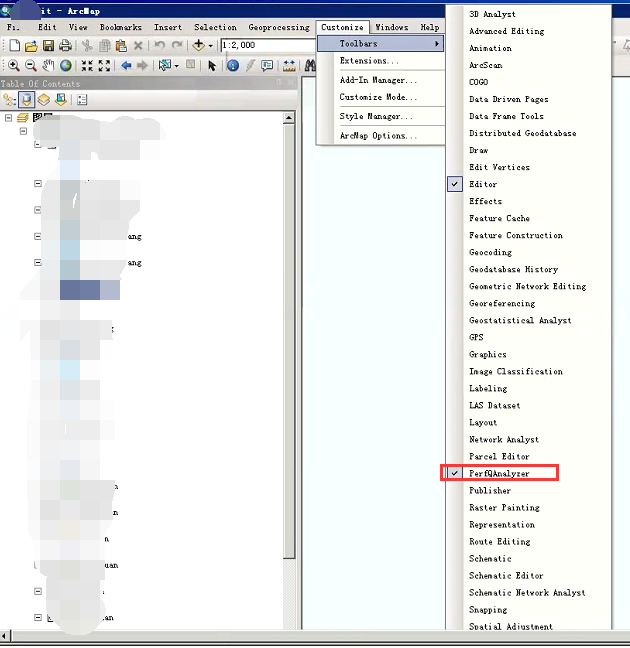 it - ArcMap
Edit View Bookmarks Insert Selection Geoprocessing Customize Windows Help
1:2,000
Table Of Contents
ang
ang
uan
an
Toolbars
Extensions...
Add-In Manager...
Customize Mode...
Style Manager...
ArcMap Options...
3D Analyst
Advanced Editing
Animation
ArcScan
COGO
Data Driven Pages
Data Frame Tools
Distributed Geodatabase
Draw
Edit Vertices
Editor
Effects
Feature Cache
Feature Construction
Geocoding
Geodatabase History
Geometric Network Editing
Georeferencing
Geostatistical Analyst
GPS
Graphics
Image Classification
Labeling
LAS Dataset
Layout
Network Analyst
Parcel Editor
PerfQAnalyzer
Publisher
Raster Painting
Representation
Route Editing
Schematic
Schematic Editor
Schematic Network Analyst
Snapping
Spatial Adjustment